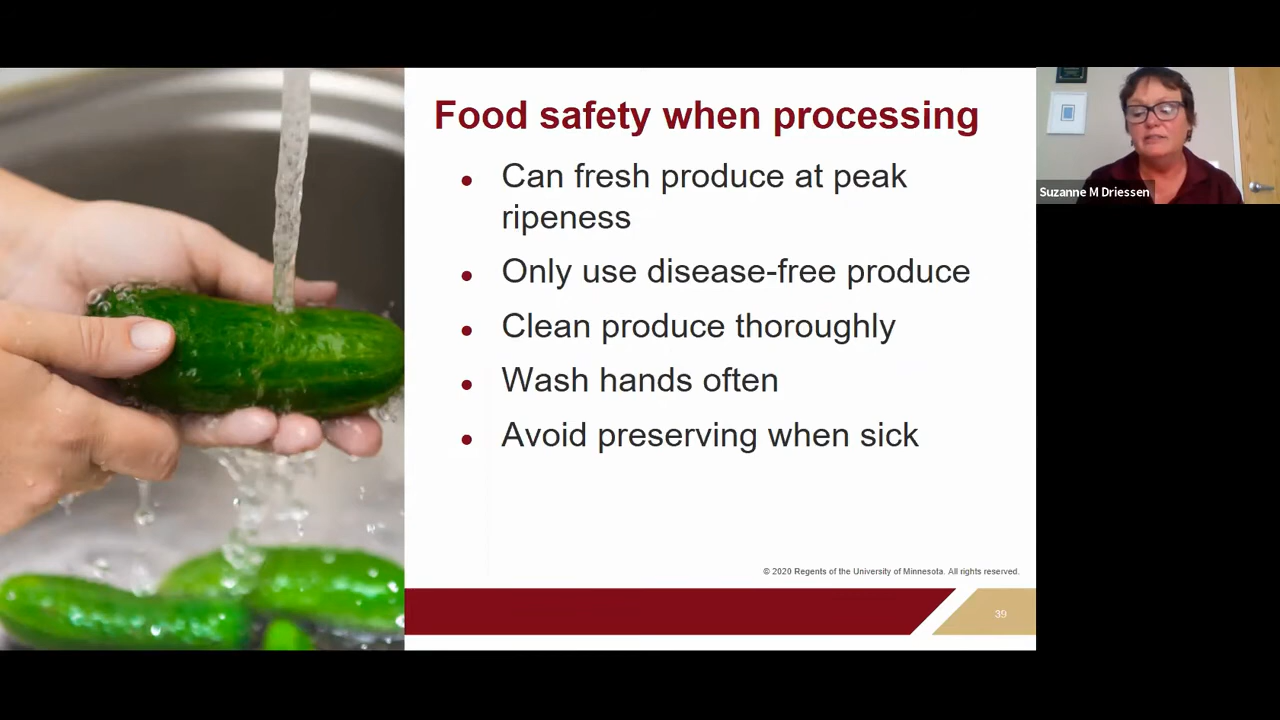 Food safety when processing
• Can fresh produce at peak
ripeness
• Only use disease-free produce
• Clean produce thoroughly
• Wash hands often
• Avoid preserving when sick
© 2020 Regents of the University of Minnesota. All rights reserved.
39
Suzanne M Driessen